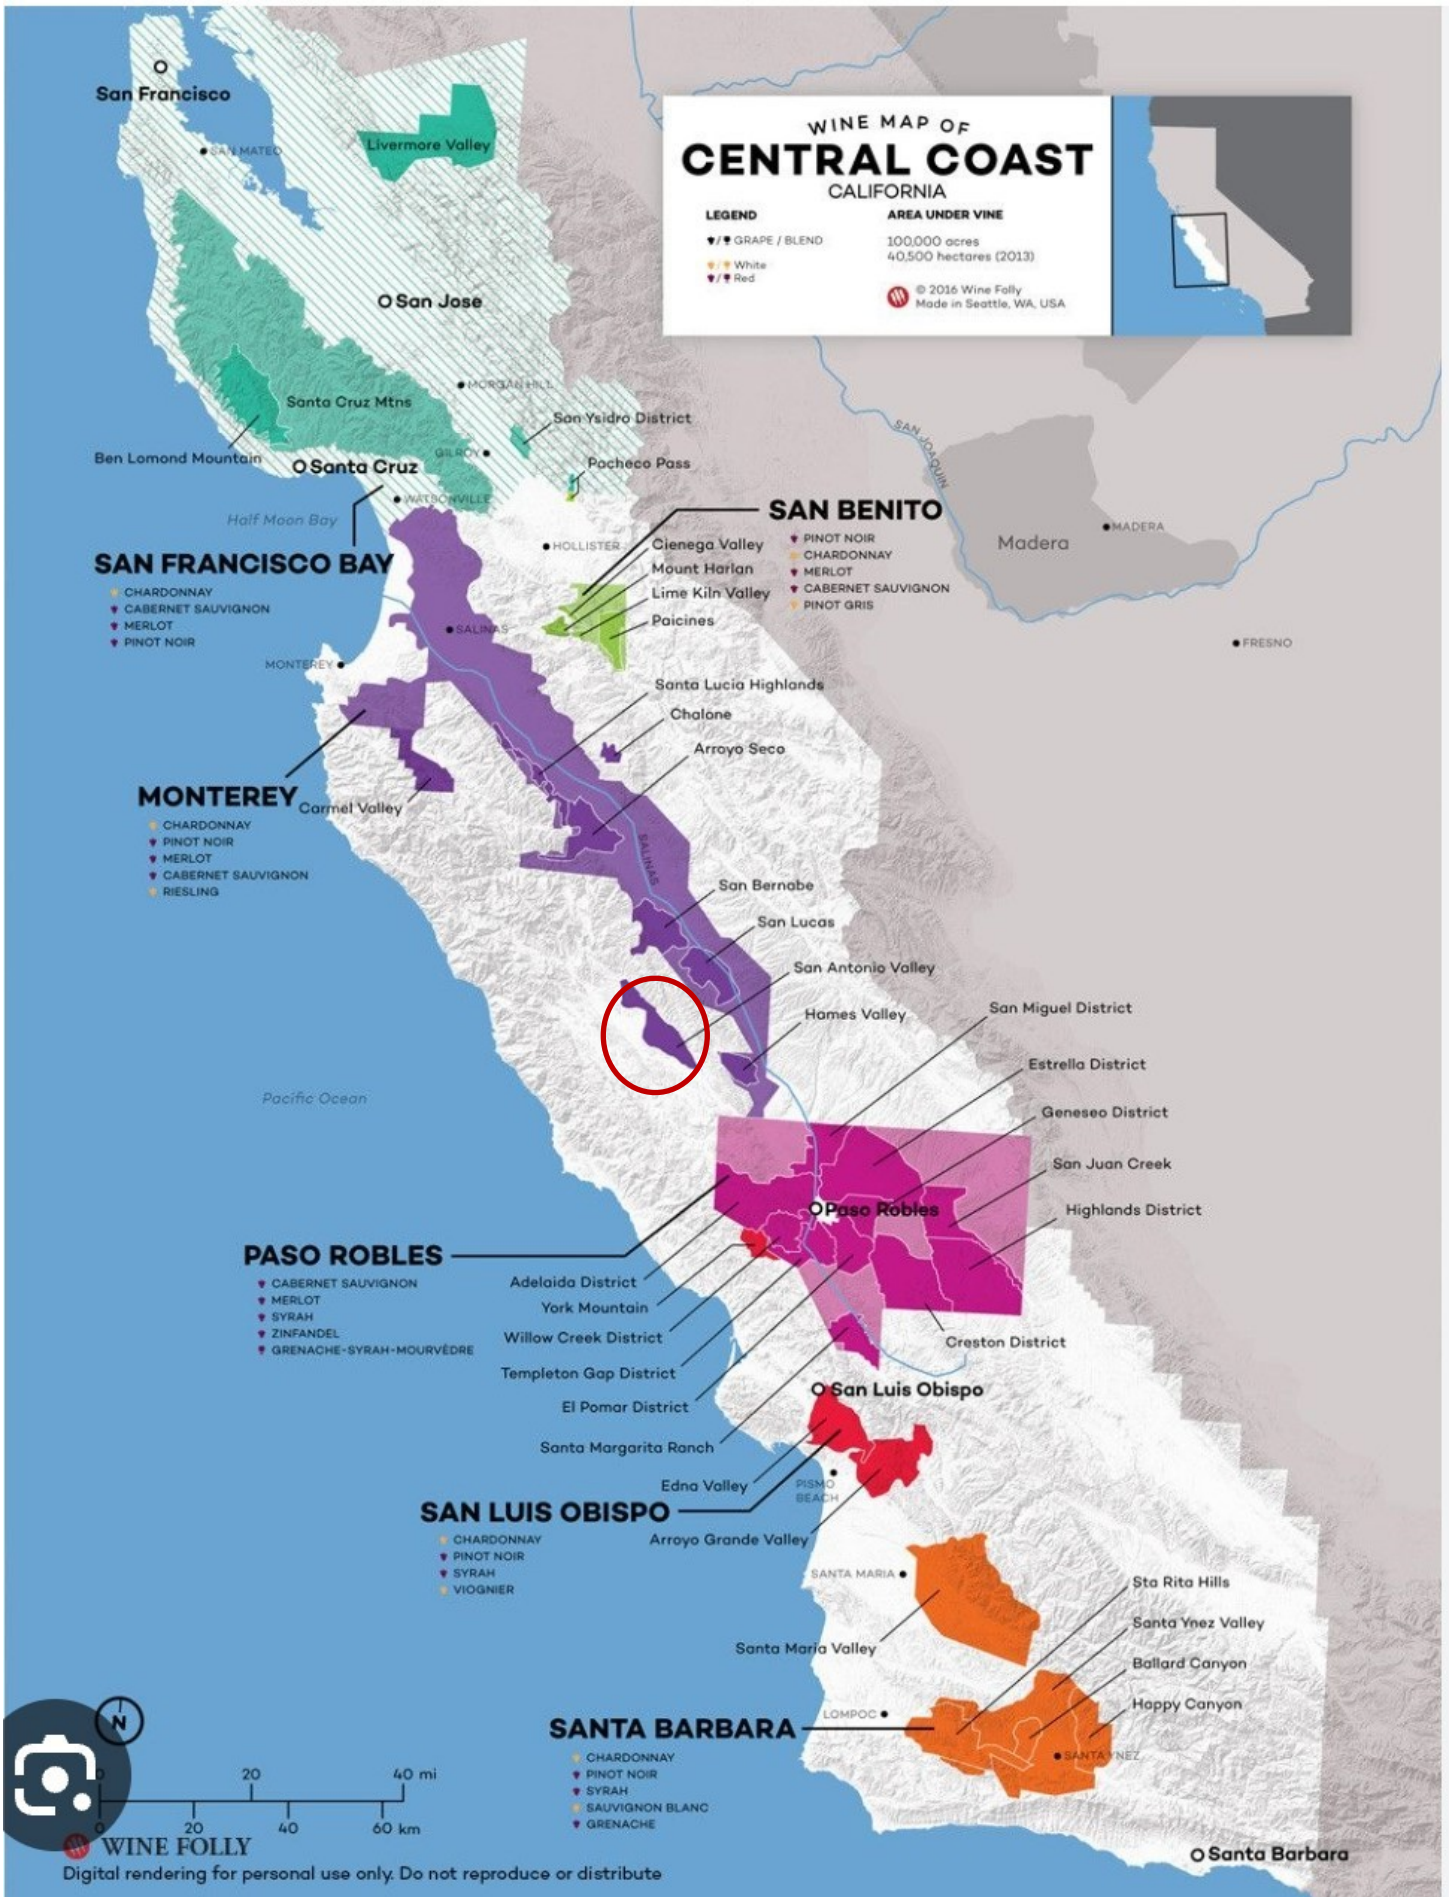 San Francisco
SAN MATEO
Livermore Valley
WINE MAP OF
CENTRAL COAST
CALIFORNIA
LEGEND
GRAPE / BLEND
White
Red
AREA UNDER VINE
100,000 acres
40,500 hectares (2013)
© 2016 Wine Folly
Made in Seattle, WA, USA
San Jose
MORGAN HILL
Santa Cruz Mtns
San Ysidro District
Ben Lomond Mountain
GILROY
Santa Cruz
Pacheco Pass
WATSONVILLE
Half Moon Bay
SAN JOAQUIN
MADERA
Madera
FRESNO
HOLLISTER
SAN BENITO
PINOT NOIR
CHARDONNAY
MERLOT
CABERNET SAUVIGNON
PINOT GRIS
Cienega Valley
Mount Harlan
Lime Kiln Valley
Paicines
SAN FRANCISCO BAY
CHARDONNAY
CABERNET SAUVIGNON
MERLOT
PINOT NOIR
SALINAS
MONTEREY
Santa Lucia Highlands
Chalone
Arroyo Seco
MONTEREY
CHARDONNAY
PINOT NOIR
MERLOT
CABERNET SAUVIGNON
RIESLING
Carmel Valley
SALINAS
San Bernabe
San Lucas
San Antonio Valley
Hames Valley
San Miguel District
Estrella District
Geneseo District
San Juan Creek
Highlands District
Pacific Ocean
Paso Robles
PASO ROBLES
CABERNET SAUVIGNON
MERLOT
SYRAH
ZINFANDEL
GRENACHE-SYRAH-MOURVÈDRE
Adelaida District
York Mountain
Willow Creek District
Templeton Gap District
El Pomar District
Santa Margarita Ranch
Creston District
San Luis Obispo
Edna Valley
PISMO
BEACH
SAN LUIS OBISPO
CHARDONNAY
PINOT NOIR
SYRAH
VIOGNIER
Arroyo Grande Valley
SANTA MARIA
Santa Maria Valley
Sta Rita Hills
Santa Ynez Valley
Ballard Canyon
Happy Canyon
LOMPOC
SANTA YNEZ
SANTA BARBARA
CHARDONNAY
PINOT NOIR
SYRAH
SAUVIGNON BLANC
GRENACHE
Santa Barbara
N
0 20 40 mi
0 20 40 60 km
WINE FOLLY
Digital rendering for personal use only. Do not reproduce or distribute